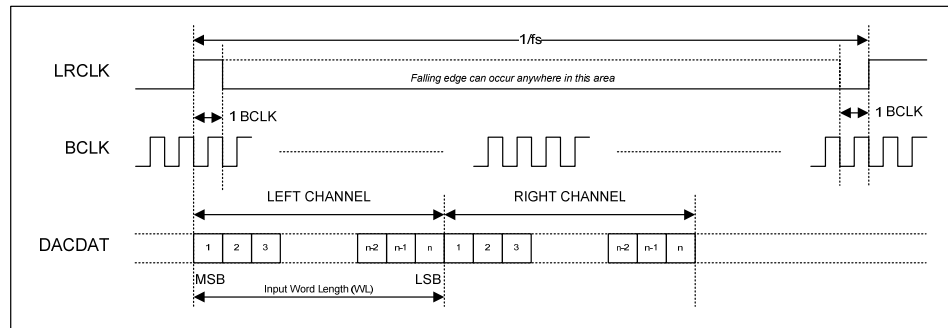 1/fs
LRCLK
Falling edge can occur anywhere in this area
1 BCLK
1 BCLK
BCLK
LEFT CHANNEL
RIGHT CHANNEL
DACDAT
1 2 3 n-2 n-1 n 1 2 3 n-2 n-1 n
MSB
LSB
Input Word Length (WL)